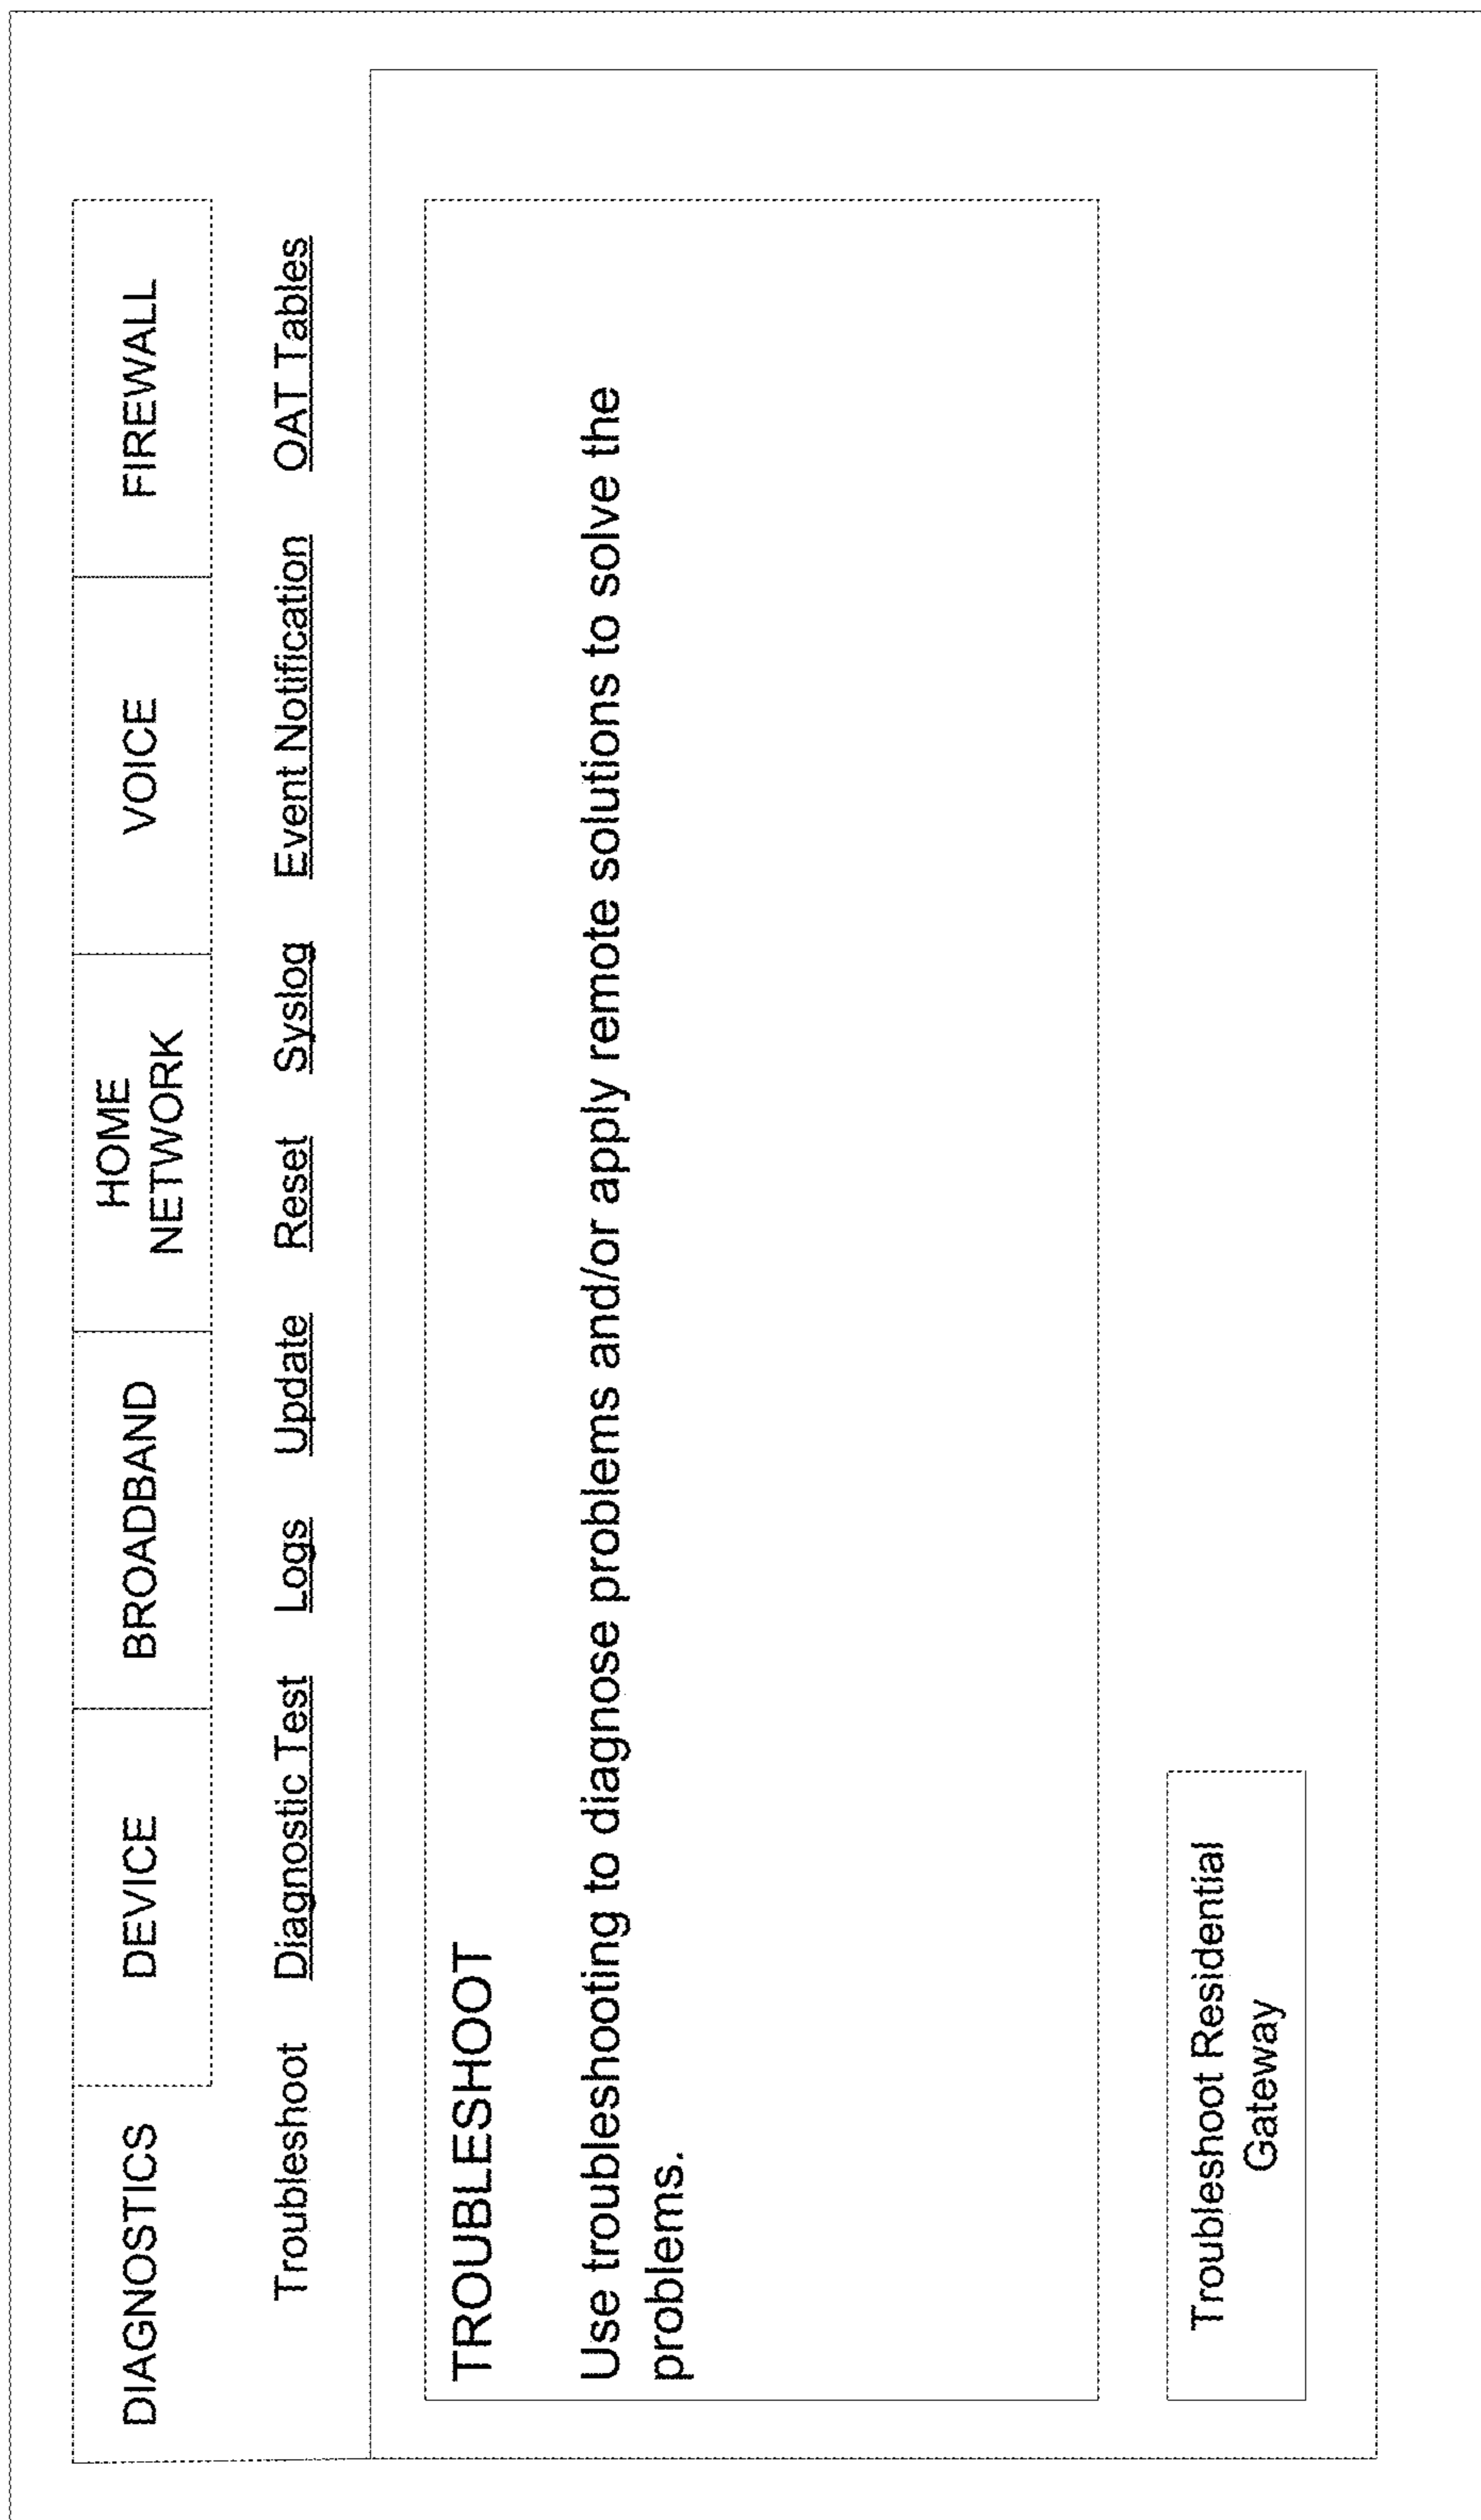 DIAGNOSTICS DEVICE BROADBAND HOME NETWORK VOICE FIREWALL
Troubleshoot Diagnostic Test Logs Update Reset Syslog Event Notification OAT Tables
TROUBLESHOOT
Use troubleshooting to diagnose problems and/or apply remote solutions to solve the
problems.
Troubleshoot Residential
Gateway